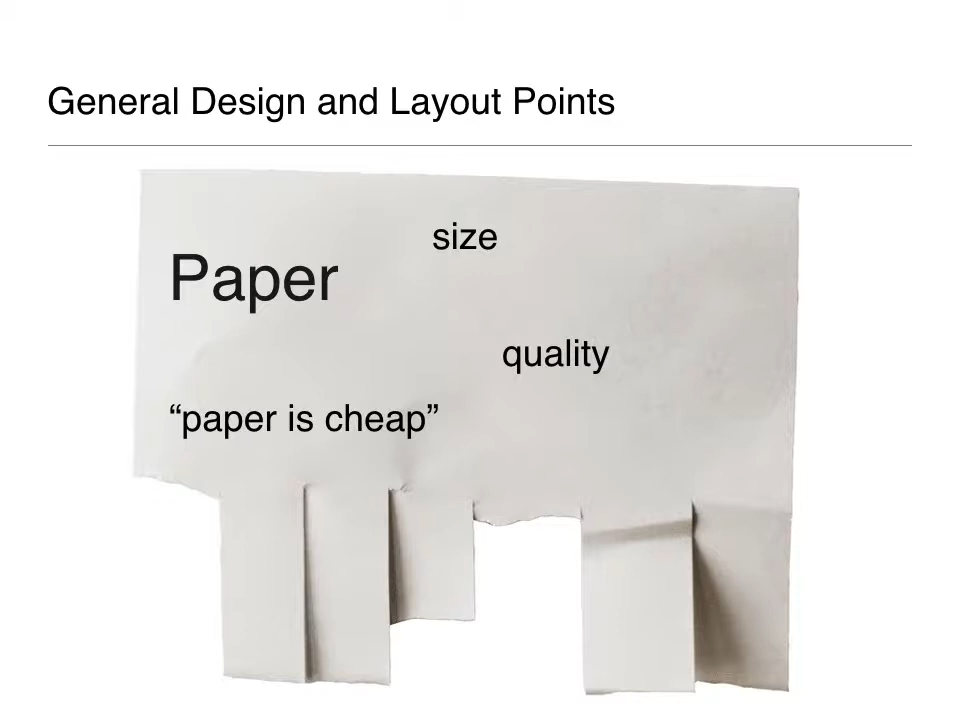 General Design and Layout Points
size
Paper
quality
“paper is cheap”